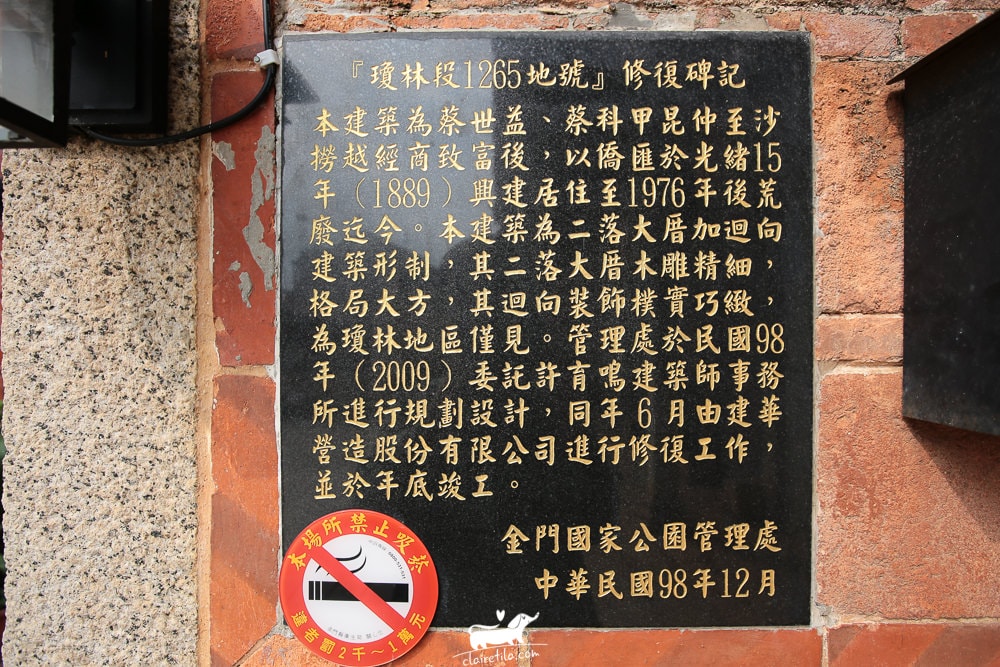 『瓊林段1265地號』修復碑記
本建築為蔡世益、蔡科甲昆仲至沙
撈越經商致富後，以僑匯於光緒15
年（1889）興建居住至1976年後荒
廢迄今。本建築為二落大厝加迴向
建築形制，其二落大厝木雕精細，
格局大方，其迴向裝飾樸實巧緻，
為瓊林地區僅見。管理處於民國98
年（2009）委託許育鳴建築師事務
所進行規劃設計，同年6月由建華
營造股份有限公司進行修復工作，
並於年底竣工。
金門國家公園管理處
中華民國98年12月
本場所禁止吸菸
違者罰2千～1萬元
clairetila.com